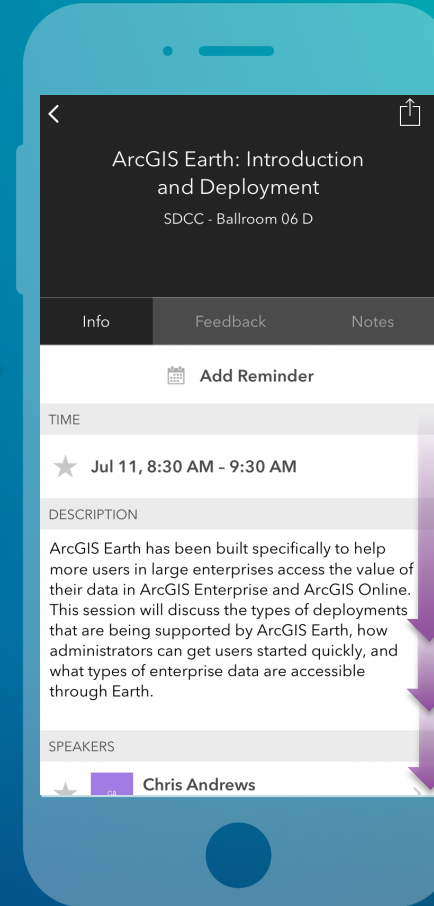 ArcGIS Earth: Introduction
and Deployment
SDCC - Ballroom 06 D
Info Feedback Notes
Add Reminder
TIME
Jul 11, 8:30 AM – 9:30 AM
DESCRIPTION
ArcGIS Earth has been built specifically to help
more users in large enterprises access the value of
their data in ArcGIS Enterprise and ArcGIS Online.
This session will discuss the types of deployments
that are being supported by ArcGIS Earth, how
administrators can get users started quickly, and
what types of enterprise data are accessible
through Earth.
SPEAKERS
CA Chris Andrews